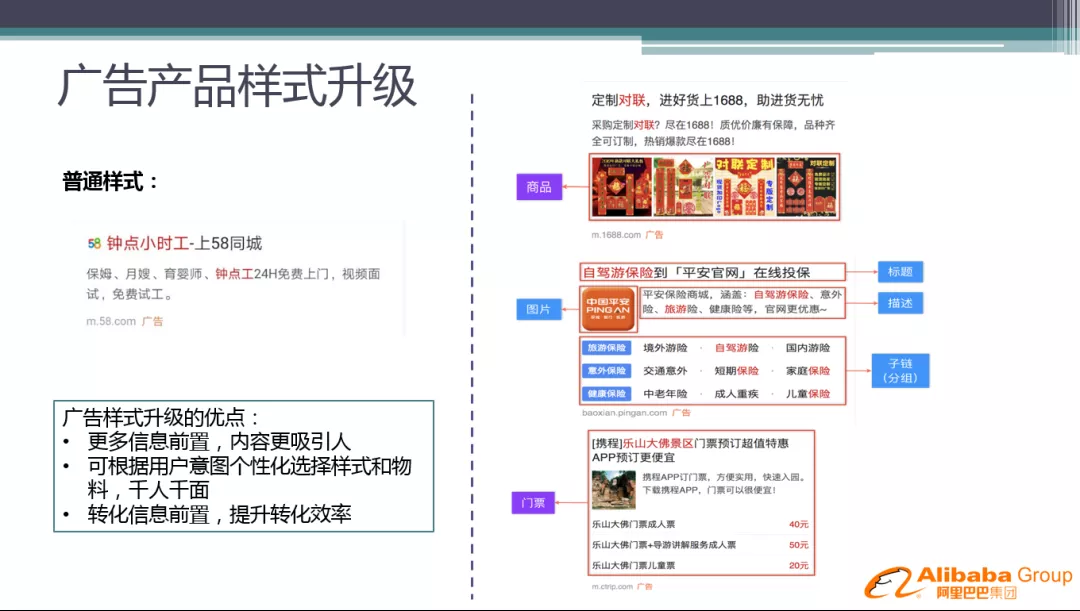 广告产品样式升级
普通样式：
58 钟点小时工-上58同城
保姆、月嫂、育婴师、钟点工24H免费上门，视频面
试，免费试工。
m.58.com 广告
广告样式升级的优点：
• 更多信息前置，内容更吸引人
• 可根据用户意图个性化选择样式和物
料，千人千面
• 转化信息前置，提升转化效率
定制对联，进好货上1688，助进货无忧
采购定制对联？尽在1688！质优价廉有保障，品种齐
全可订制，热销爆款尽在1688！
商品
对联定制
专版定制
对联定制
m.1688.com 广告
自驾游保险到「平安官网」在线投保
标题
图片
中国平安
PING AN
平安保险商城，涵盖：自驾游保险、意外
险、旅游险、健康险等，官网更优惠~
描述
旅游保险 境外游险 · 自驾游险 · 国内游险
意外保险 交通意外 · 短期保险 · 家庭保险
健康保险 中老年险 · 成人重疾 · 儿童保险
子链
（分组）
baoxian.pingan.com 广告
[携程]乐山大佛景区门票预订超值特惠
APP预订更便宜
携程APP订门票，方便实用，快速入园。
下载携程APP，门票可以很便宜！
门票
乐山大佛门票成人票 40元
乐山大佛门票+导游讲解服务成人票 50元
乐山大佛门票儿童票 20元
m.ctrip.com 广告
Alibaba Group
阿里巴巴集团